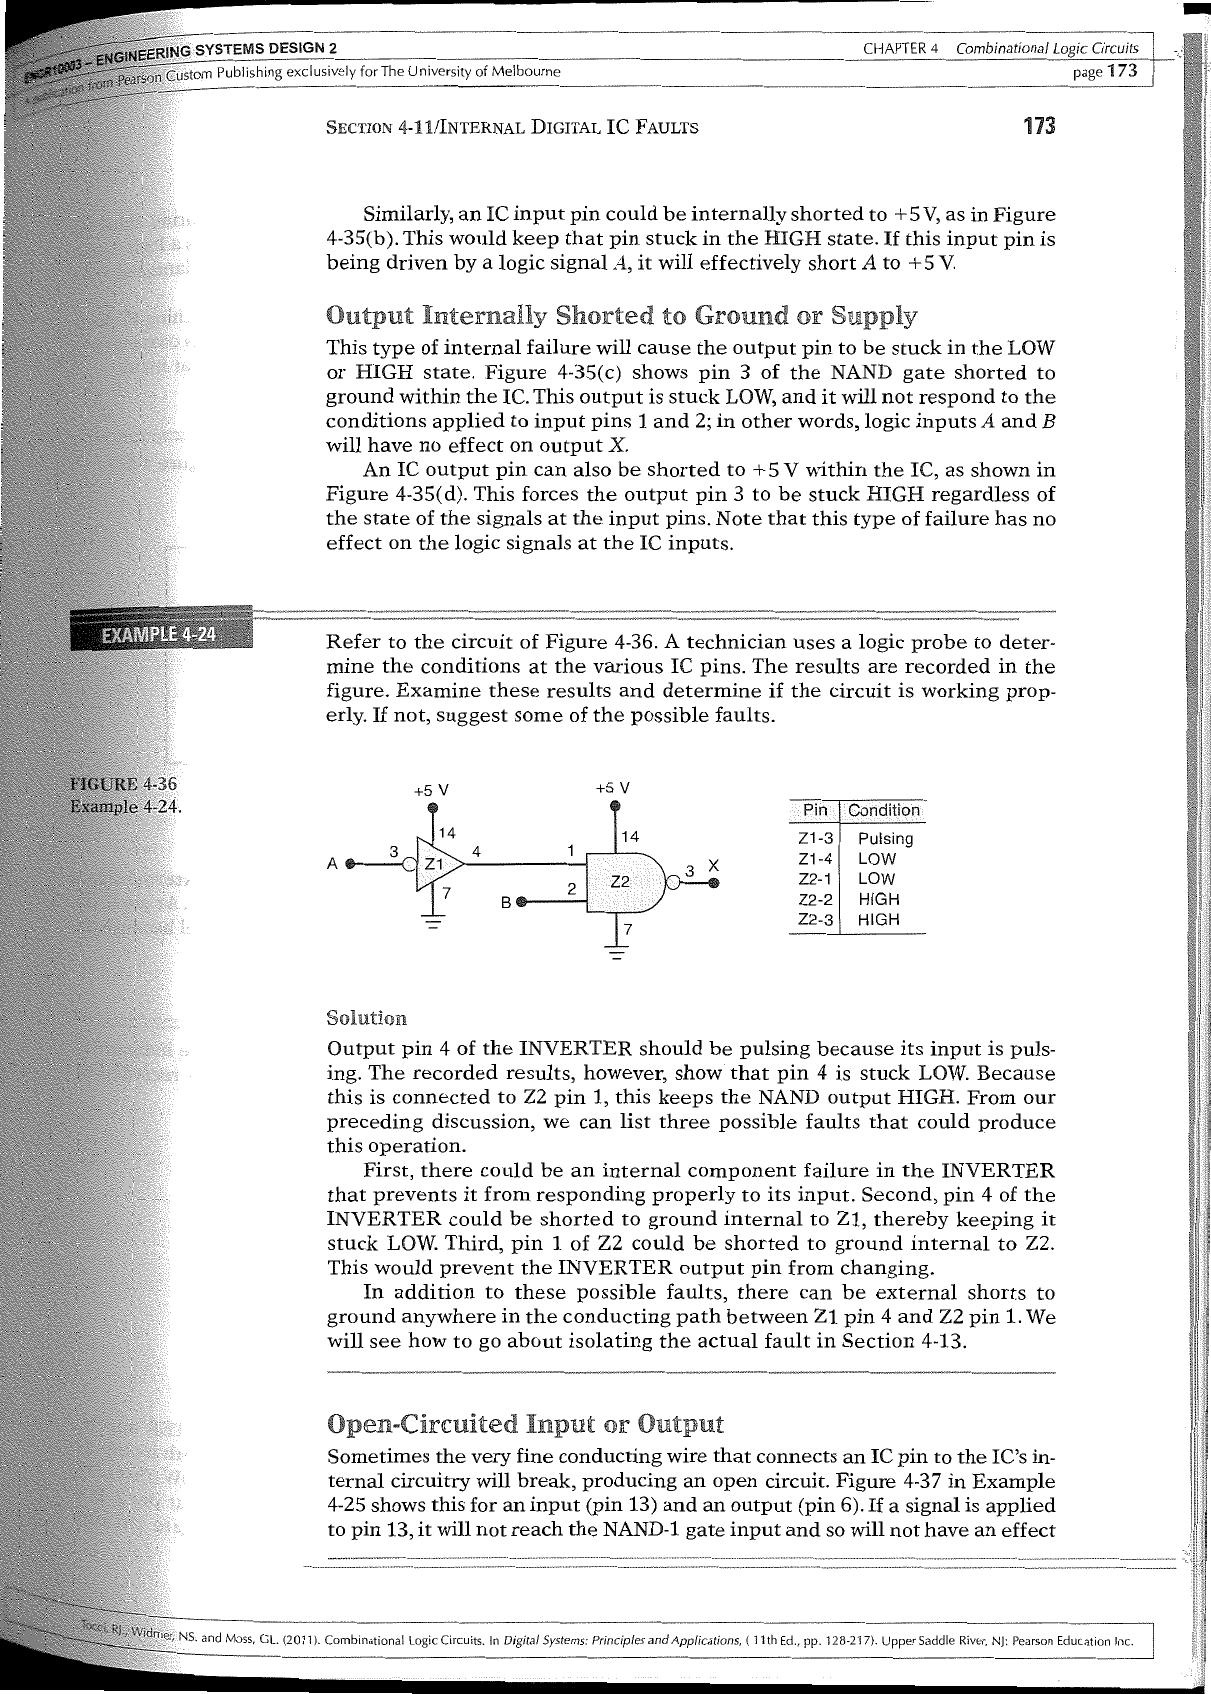 ENGR10003 – ENGINEERING SYSTEMS DESIGN 2
CHAPTER 4 Combinational Logic Circuits
A publication from Pearson Custom Publishing exclusively for The University of Melbourne
page 173
SECTION 4-11/INTERNAL DIGITAL IC FAULTS
173
Similarly, an IC input pin could be internally shorted to +5 V, as in Figure
4-35(b). This would keep that pin stuck in the HIGH state. If this input pin is
being driven by a logic signal A, it will effectively short A to +5 V.
Output Internally Shorted to Ground or Supply
This type of internal failure will cause the output pin to be stuck in the LOW
or HIGH state. Figure 4-35(c) shows pin 3 of the NAND gate shorted to
ground within the IC. This output is stuck LOW, and it will not respond to the
conditions applied to input pins 1 and 2; in other words, logic inputs A and B
will have no effect on output X.
An IC output pin can also be shorted to +5 V within the IC, as shown in
Figure 4-35(d). This forces the output pin 3 to be stuck HIGH regardless of
the state of the signals at the input pins. Note that this type of failure has no
effect on the logic signals at the IC inputs.
EXAMPLE 4-24
Refer to the circuit of Figure 4-36. A technician uses a logic probe to deter-
mine the conditions at the various IC pins. The results are recorded in the
figure. Examine these results and determine if the circuit is working prop-
erly. If not, suggest some of the possible faults.
FIGURE 4-36
Example 4-24.
+5 V
+5 V
14
14
A
3
Z1
4
1
7
B
2
Z2
3
X
7
Pin Condition
Z1-3 Pulsing
Z1-4 LOW
Z2-1 LOW
Z2-2 HIGH
Z2-3 HIGH
Solution
Output pin 4 of the INVERTER should be pulsing because its input is puls-
ing. The recorded results, however, show that pin 4 is stuck LOW. Because
this is connected to Z2 pin 1, this keeps the NAND output HIGH. From our
preceding discussion, we can list three possible faults that could produce
this operation.
First, there could be an internal component failure in the INVERTER
that prevents it from responding properly to its input. Second, pin 4 of the
INVERTER could be shorted to ground internal to Z1, thereby keeping it
stuck LOW. Third, pin 1 of Z2 could be shorted to ground internal to Z2.
This would prevent the INVERTER output pin from changing.
In addition to these possible faults, there can be external shorts to
ground anywhere in the conducting path between Z1 pin 4 and Z2 pin 1. We
will see how to go about isolating the actual fault in Section 4-13.
Open-Circuited Input or Output
Sometimes the very fine conducting wire that connects an IC pin to the IC's in-
ternal circuitry will break, producing an open circuit. Figure 4-37 in Example
4-25 shows this for an input (pin 13) and an output (pin 6). If a signal is applied
to pin 13, it will not reach the NAND-1 gate input and so will not have an effect
Tocci, RJ., Widmer, NS. and Moss, GL. (2011). Combinational Logic Circuits. In Digital Systems: Principles and Applications, ( 11th Ed., pp. 128-217). Upper Saddle River, NJ: Pearson Education Inc.